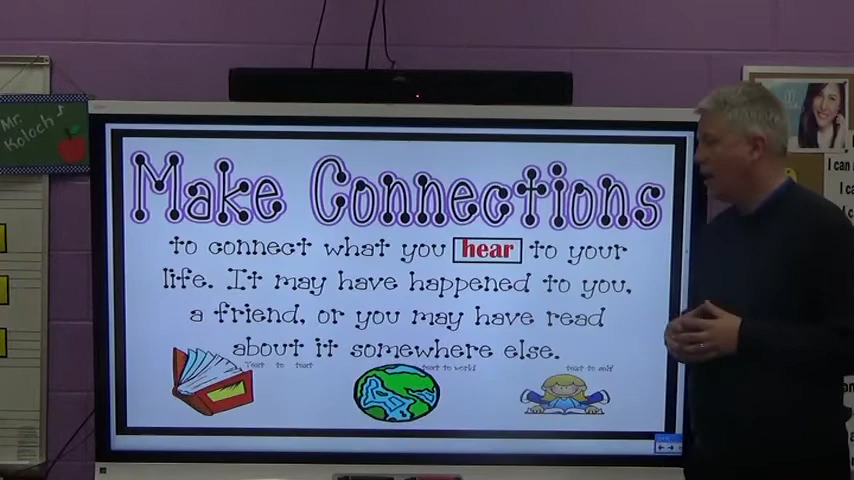 Mr.
Koloch
Make Connections
to connect what you hear to your
life. It may have happened to you,
a friend, or you may have read
about it somewhere else.
Text to text
text to world
text to self
I can
I ca
I c